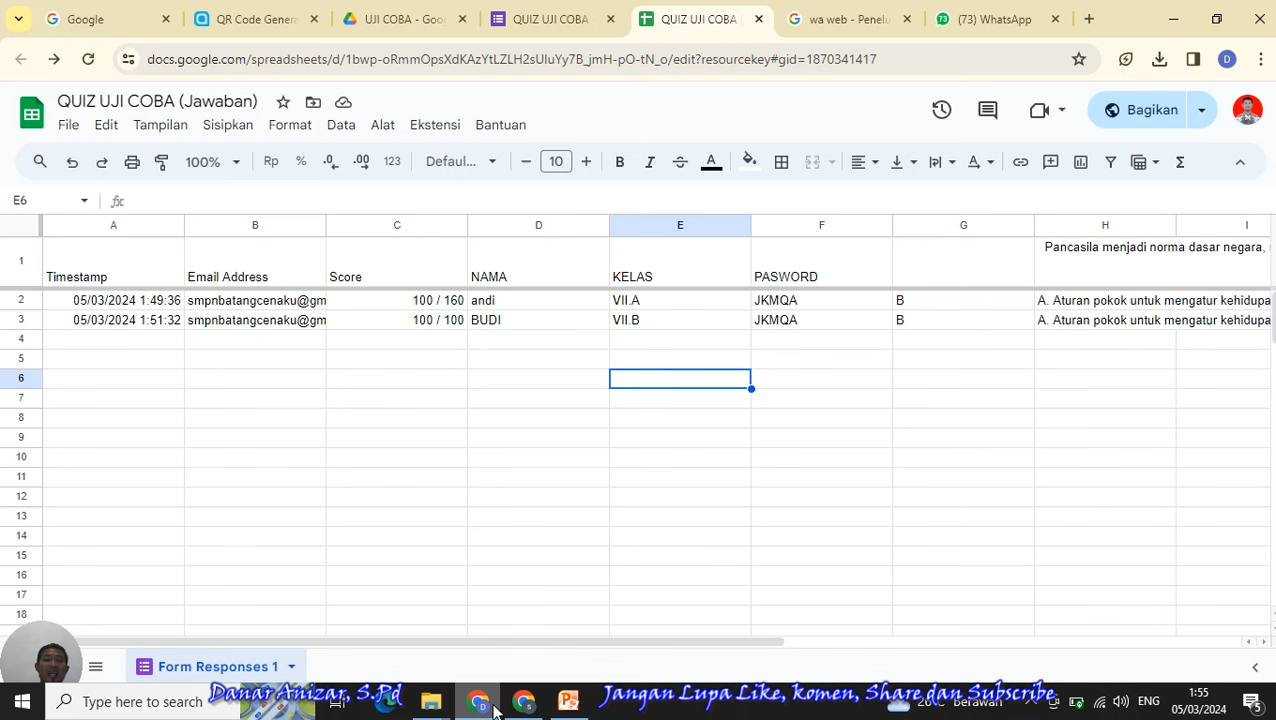 Google
QR Code Genera
UJI COBA - Goo
QUIZ UJI COBA
QUIZ UJI COBA (
wa web - Penelu
(73) WhatsApp
docs.google.com/spreadsheets/d/1bwp-oRmmOpsXdKAzYtLZLH2sUIuYy7B_jmH-pO-tN_o/edit?resourcekey#gid=1870341417
D
QUIZ UJI COBA (Jawaban)
File Edit Tampilan Sisipkan Format Data Alat Ekstensi Bantuan
Bagikan
100% Rp % .0 .00 123 Defaul... 10 B I A
E6 fx
A B C D E F G H I
1 Timestamp Email Address Score NAMA KELAS PASWORD Pancasila menjadi norma dasar negara,
2 05/03/2024 1:49:36 smpnbatangcenaku@gm 100 / 160 andi VII.A JKMQA B A. Aturan pokok untuk mengatur kehidupa
3 05/03/2024 1:51:32 smpnbatangcenaku@gm 100 / 100 BUDI VII.B JKMQA B A. Aturan pokok untuk mengatur kehidupa
4
5
6
7
8
9
10
11
12
13
14
15
16
17
18
Form Responses 1
Danar Anizar, S.Pd Jangan Lupa Like, komen, Share dan Subscribe
Type here to search
Berawan
ENG
1:55
05/03/2024
5